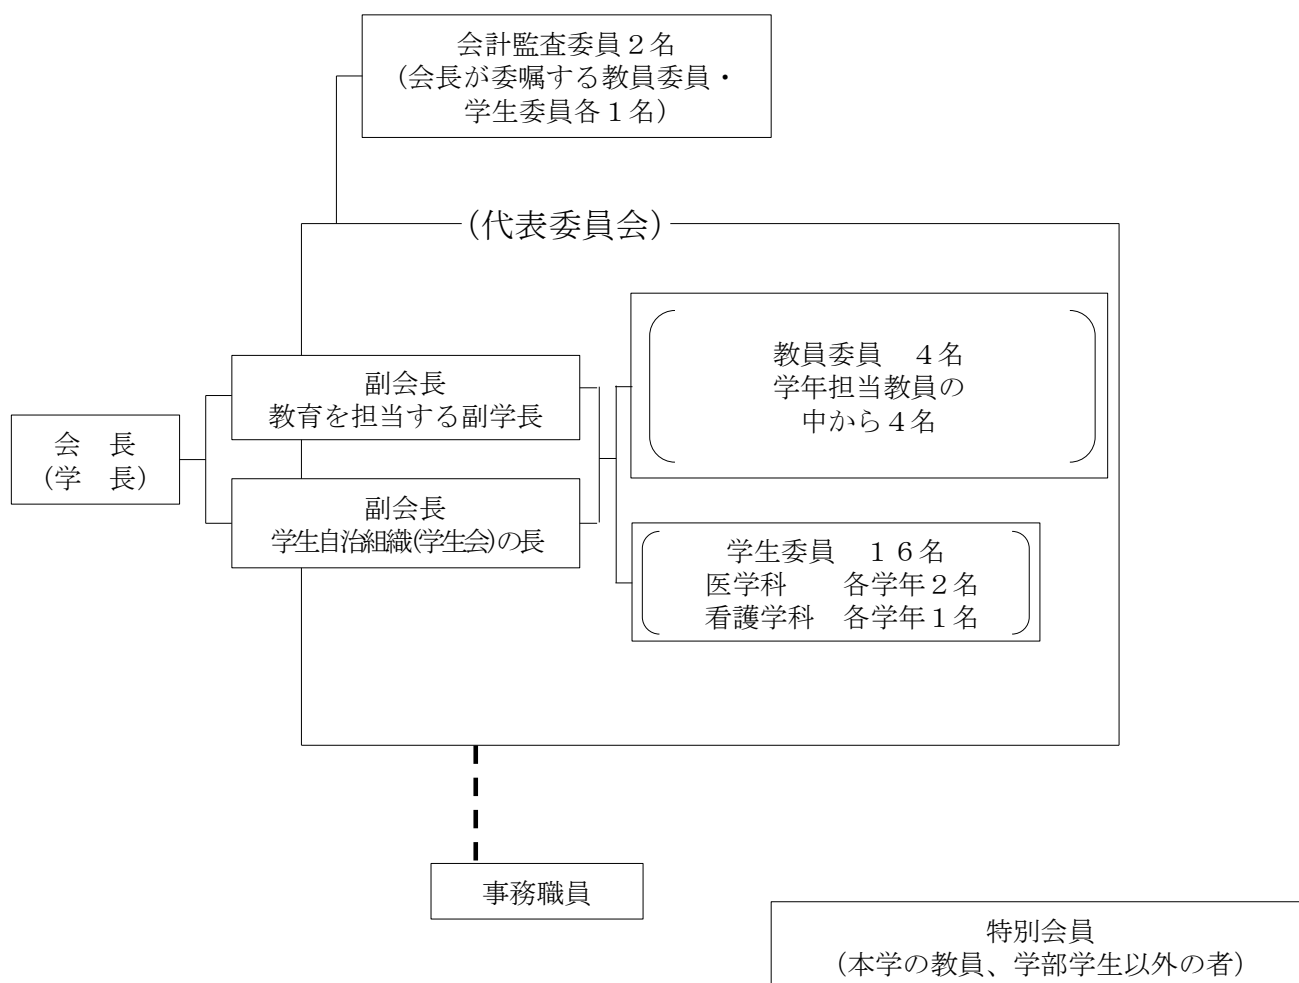 会計監査委員２名
(会長が委嘱する教員委員・
学生委員各１名)
(代表委員会)
教員委員　４名
学年担当教員の
中から４名
副会長
教育を担当する副学長
会　長
(学　長)
副会長
学生自治組織(学生会)の長
学生委員　１６名
医学科　　各学年２名
看護学科　各学年１名
事務職員
特別会員
(本学の教員、学部学生以外の者)